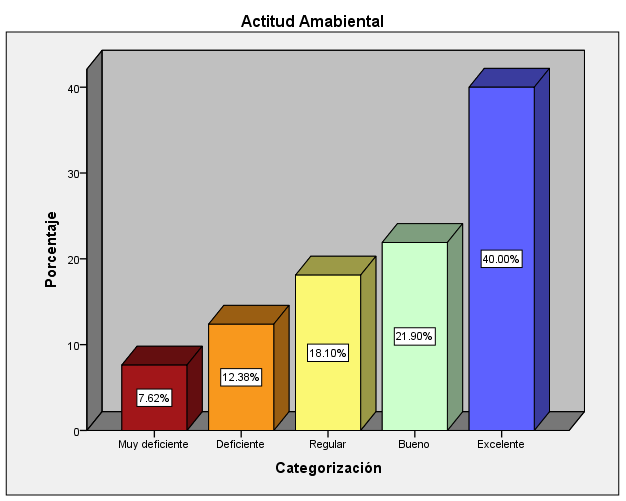 Actitud Amabiental
40
30
20
10
0
Porcentaje
7.62%
12.38%
18.10%
21.90%
40.00%
Muy deficiente
Deficiente
Regular
Bueno
Excelente
Categorización